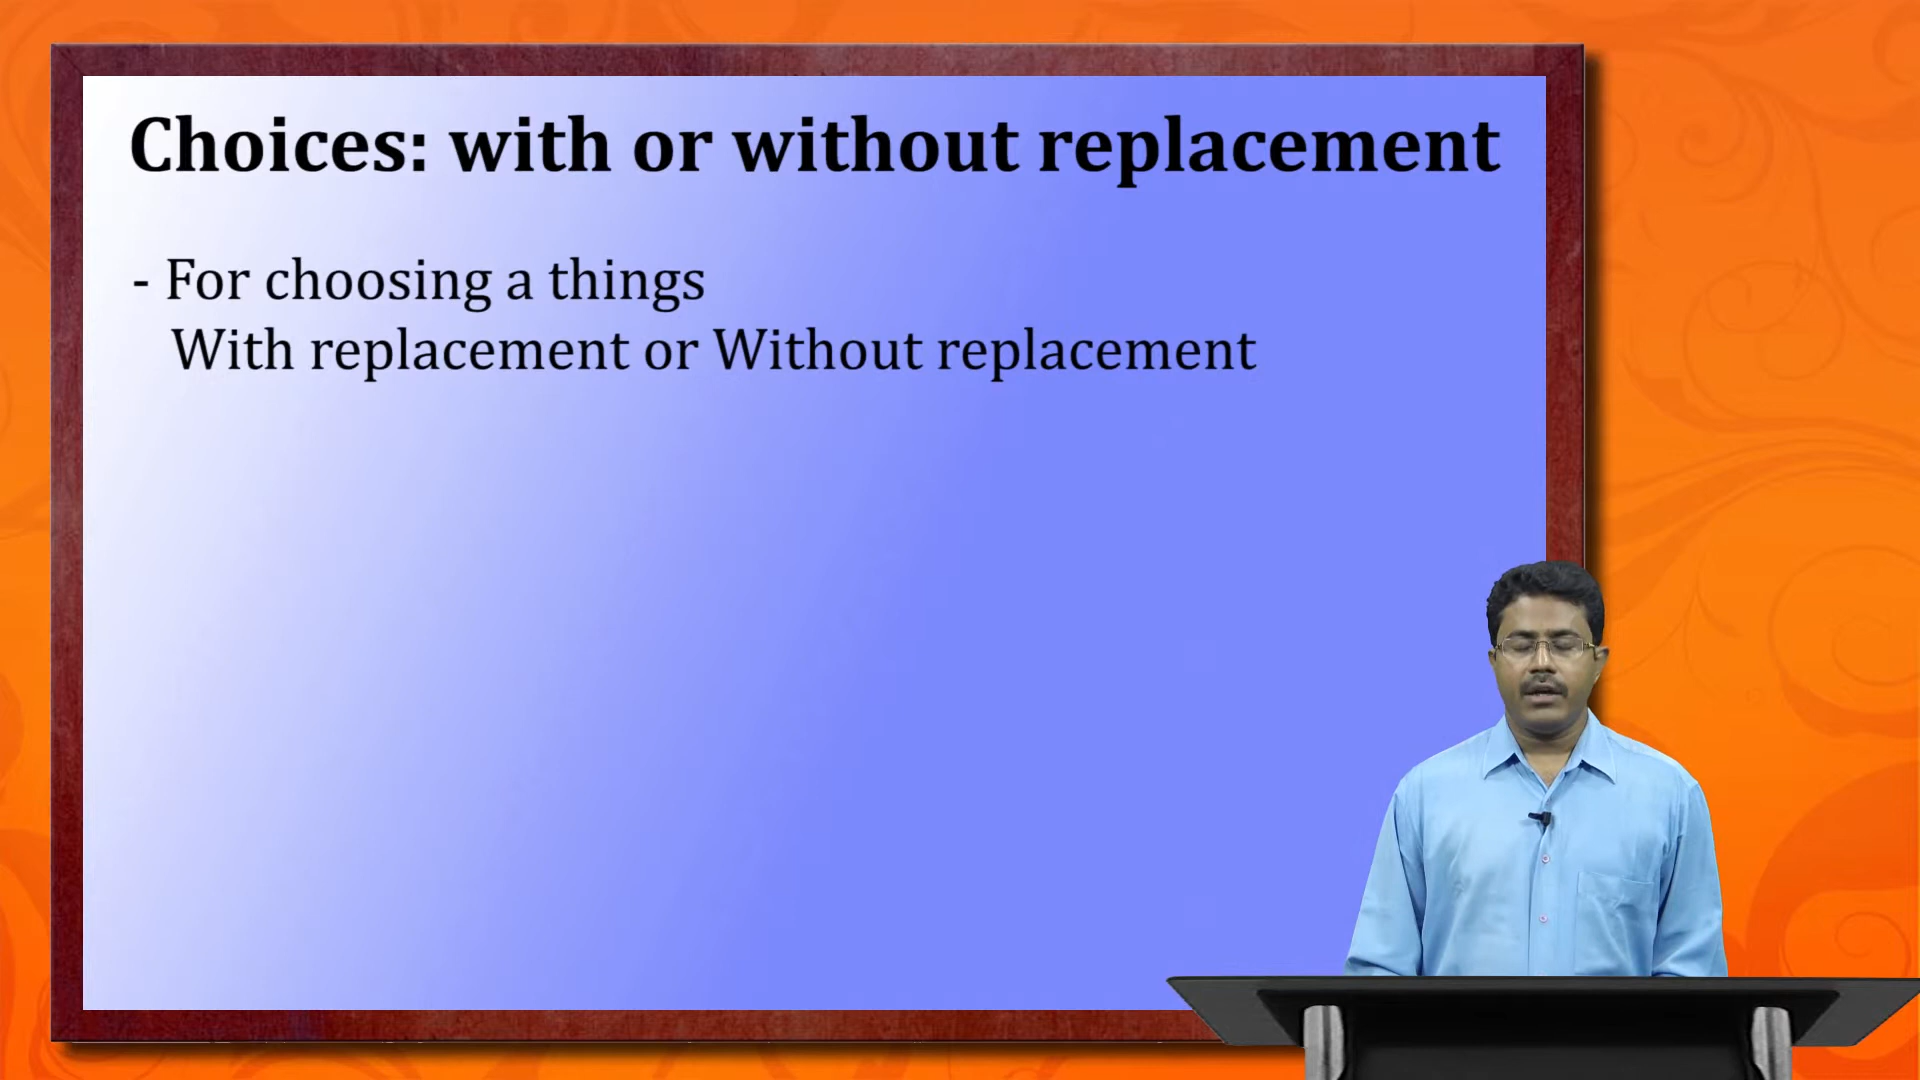 Choices: with or without replacement
- For choosing a things
With replacement or Without replacement